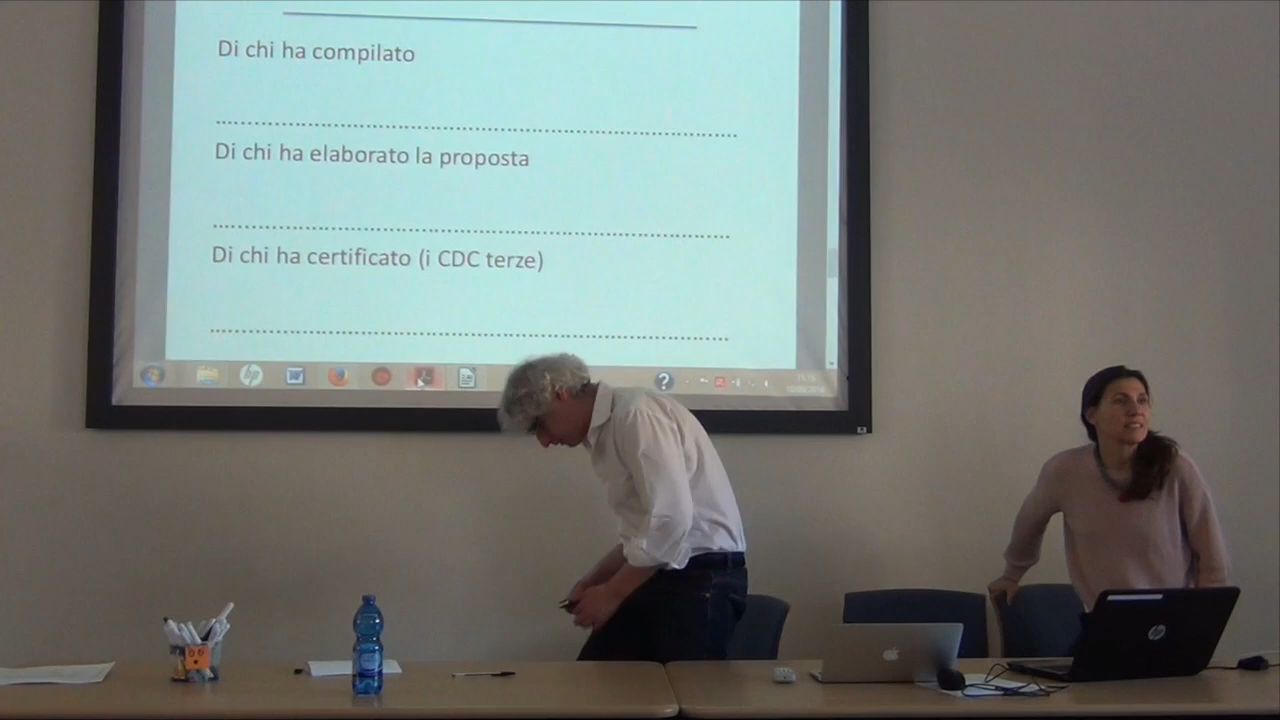 Di chi ha compilato
................................................................................
Di chi ha elaborato la proposta
................................................................................
Di chi ha certificato (i CDC terze)
................................................................................